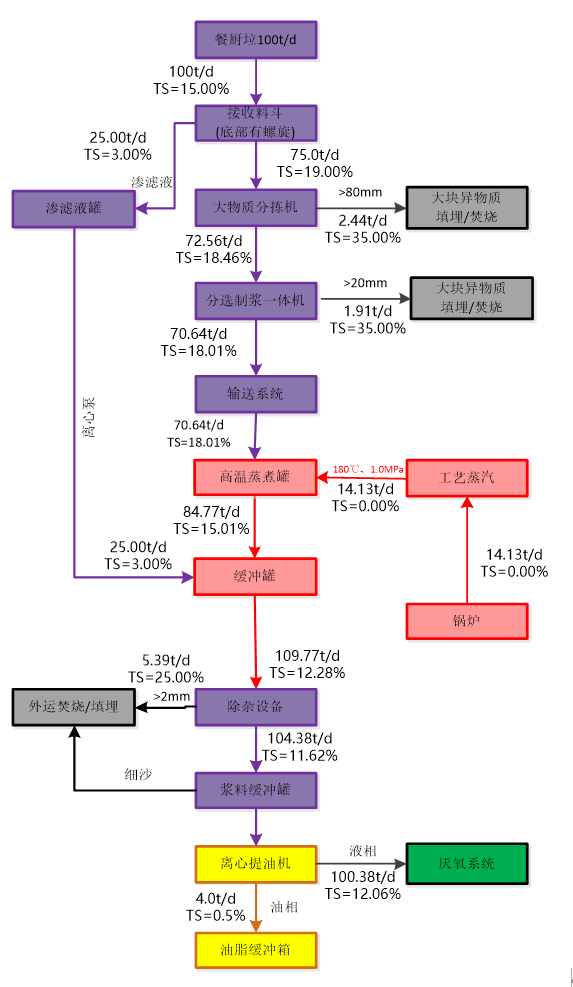 餐厨垃100t/d
100t/d
TS=15.00%
接收料斗
(底部有螺旋)
25.00t/d
TS=3.00%
渗滤液
75.0t/d
TS=19.00%
渗滤液罐
大物质分拣机
>80mm
2.44t/d
TS=35.00%
大块异物质
填埋/焚烧
72.56t/d
TS=18.46%
分选制浆一体机
>20mm
1.91t/d
TS=35.00%
大块异物质
填埋/焚烧
70.64t/d
TS=18.01%
输送系统
离心泵
70.64t/d
TS=18.01%
高温蒸煮罐
180℃、1.0MPa
14.13t/d
TS=0.00%
工艺蒸汽
84.77t/d
TS=15.01%
25.00t/d
TS=3.00%
缓冲罐
14.13t/d
TS=0.00%
锅炉
109.77t/d
TS=12.28%
5.39t/d
TS=25.00%
>2mm
外运焚烧/填埋
除杂设备
104.38t/d
TS=11.62%
细沙
浆料缓冲罐
离心提油机
液相
100.38t/d
TS=12.06%
厌氧系统
4.0t/d
TS=0.5%
油相
油脂缓冲箱